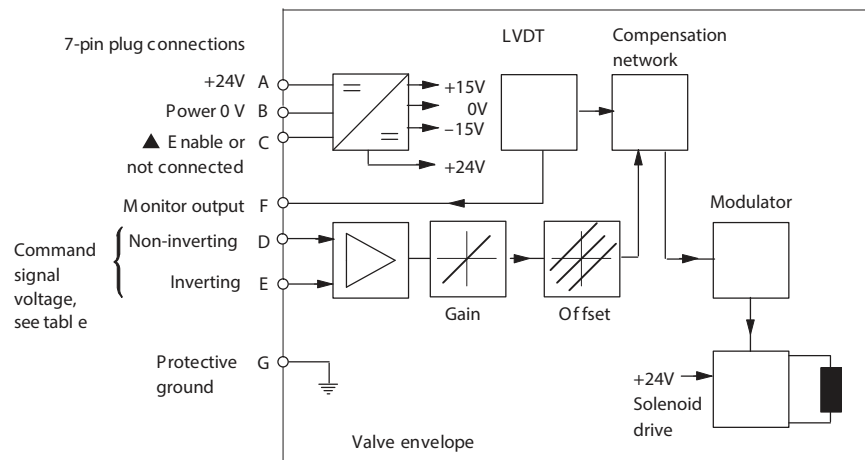 7-pin plug connections
LVDT
Compensation
network
+24V A
Power 0 V B
▲ Enable or
not connected
C
+15V
0V
–15V
+24V
Monitor output F
Modulator
Command
signal
voltage,
see table
Non-inverting D
Inverting E
Gain
Offset
Protective
ground
G
+24V
Solenoid
drive
Valve envelope